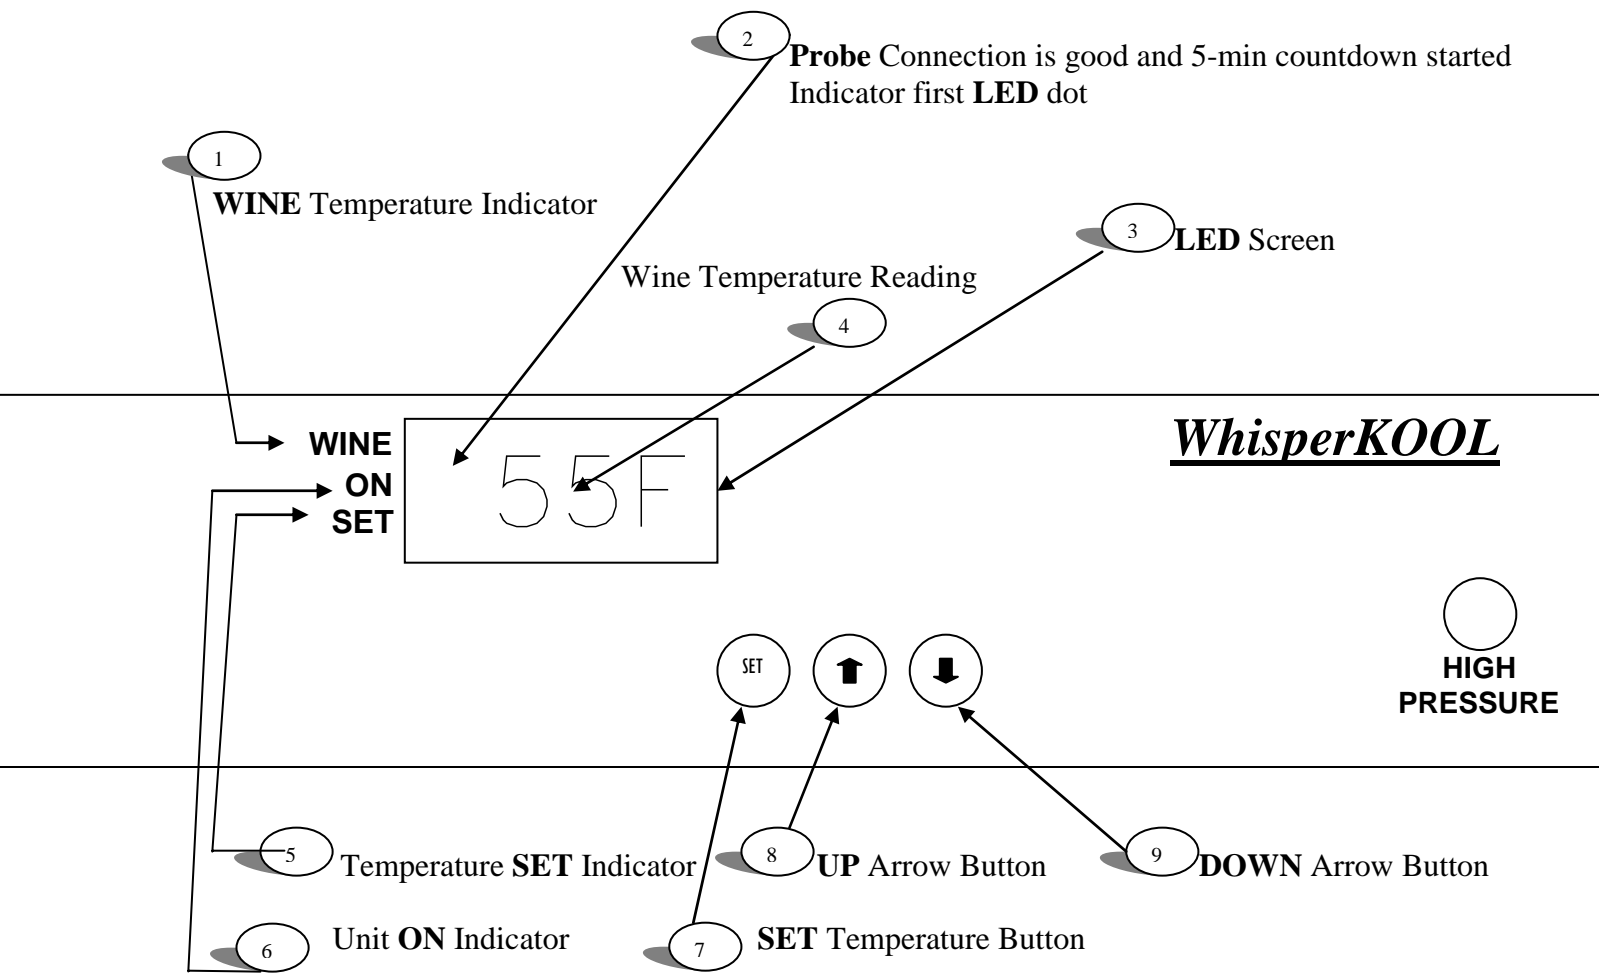 2
Probe Connection is good and 5-min countdown started
Indicator first LED dot
1
WINE Temperature Indicator
3
LED Screen
Wine Temperature Reading
4
WINE
ON
SET
55F
WhisperKOOL
SET
HIGH
PRESSURE
5
Temperature SET Indicator
8
UP Arrow Button
9
DOWN Arrow Button
6
Unit ON Indicator
7
SET Temperature Button